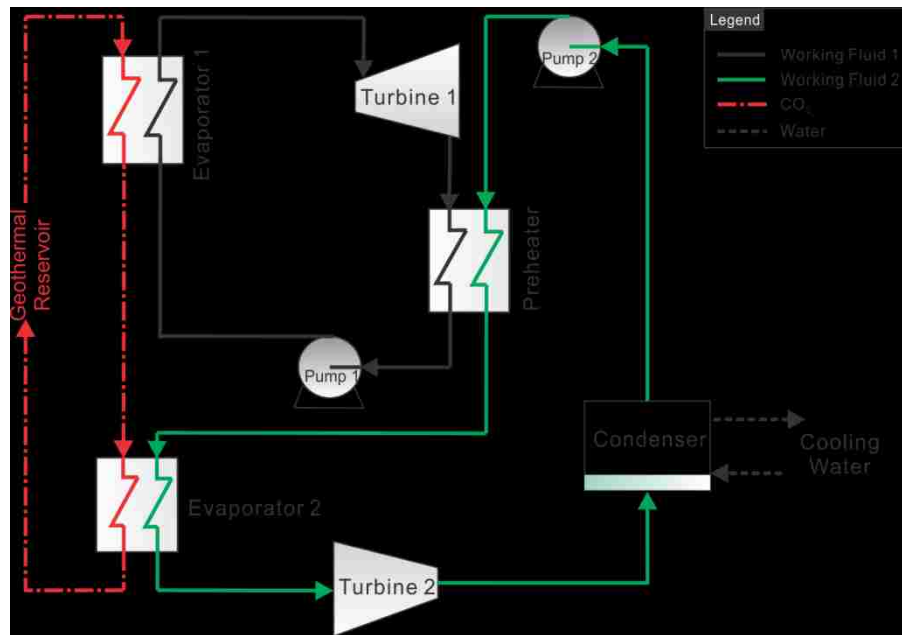 Legend
Working Fluid 1
Working Fluid 2
CO₂
Water
Pump 2
Turbine 1
Evaporator 1
Geothermal
Reservoir
Preheater
Pump 1
Condenser
Cooling
Water
Evaporator 2
Turbine 2